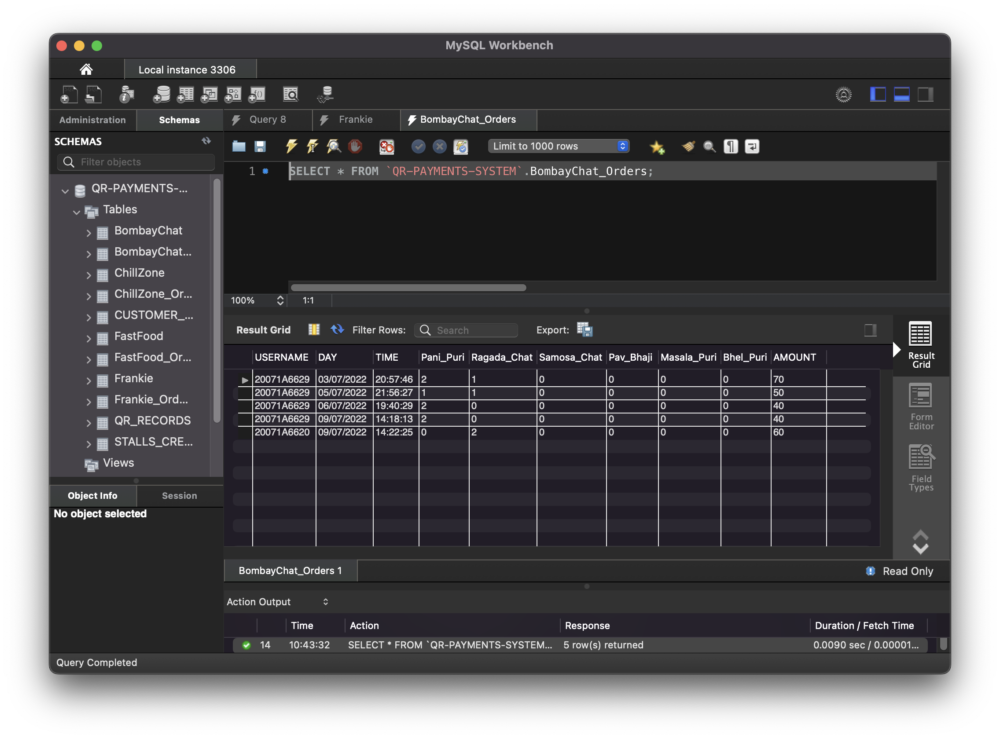 MySQL Workbench
Local instance 3306
Administration
Schemas
Query 8
Frankie
BombayChat_Orders
SCHEMAS
Filter objects
Limit to 1000 rows
1
SELECT * FROM `QR-PAYMENTS-SYSTEM`.BombayChat_Orders;
QR-PAYMENTS-...
Tables
BombayChat
BombayChat...
ChillZone
ChillZone_Or...
CUSTOMER_...
FastFood
FastFood_Or...
Frankie
Frankie_Ord...
QR_RECORDS
STALLS_CRE...
Views
100%
1:1
Result Grid
Filter Rows:
Search
Export:
USERNAME DAY TIME Pani_Puri Ragada_Chat Samosa_Chat Pav_Bhaji Masala_Puri Bhel_Puri AMOUNT
20071A6629 03/07/2022 20:57:46 2 1 0 0 0 0 70
20071A6629 05/07/2022 21:56:27 1 1 0 0 0 0 50
20071A6629 06/07/2022 19:40:29 2 0 0 0 0 0 40
20071A6629 09/07/2022 14:18:13 2 0 0 0 0 0 40
20071A6620 09/07/2022 14:22:25 0 2 0 0 0 0 60
Result
Grid
Form
Editor
Field
Types
Object Info
Session
No object selected
BombayChat_Orders 1
Read Only
Action Output
Time Action Response Duration / Fetch Time
14 10:43:32 SELECT * FROM `QR-PAYMENTS-SYSTEM... 5 row(s) returned 0.0090 sec / 0.00001...
Query Completed